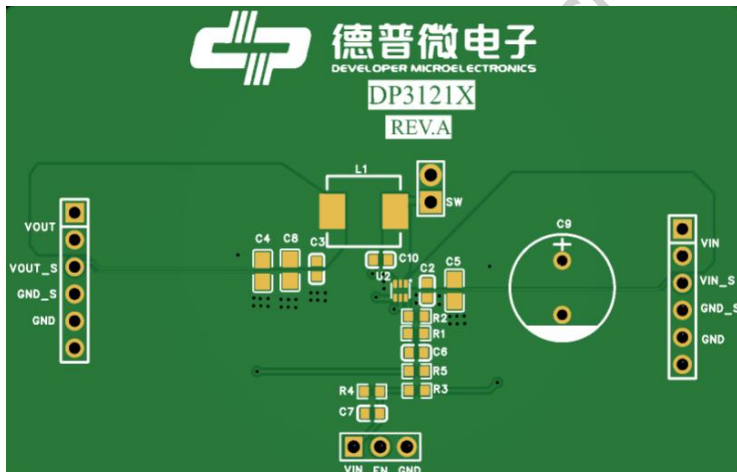 德普微电子
DEVELOPER MICROELECTRONICS
DP3121X
REV.A
L1
SW
C9
VOUT
VIN
C4
C8
C3
C10
VOUT_S
U2
C2
C5
VIN_S
GND_S
GND_S
GND
R2
R1
GND
C6
R5
R4
R3
C7
VIN EN GND